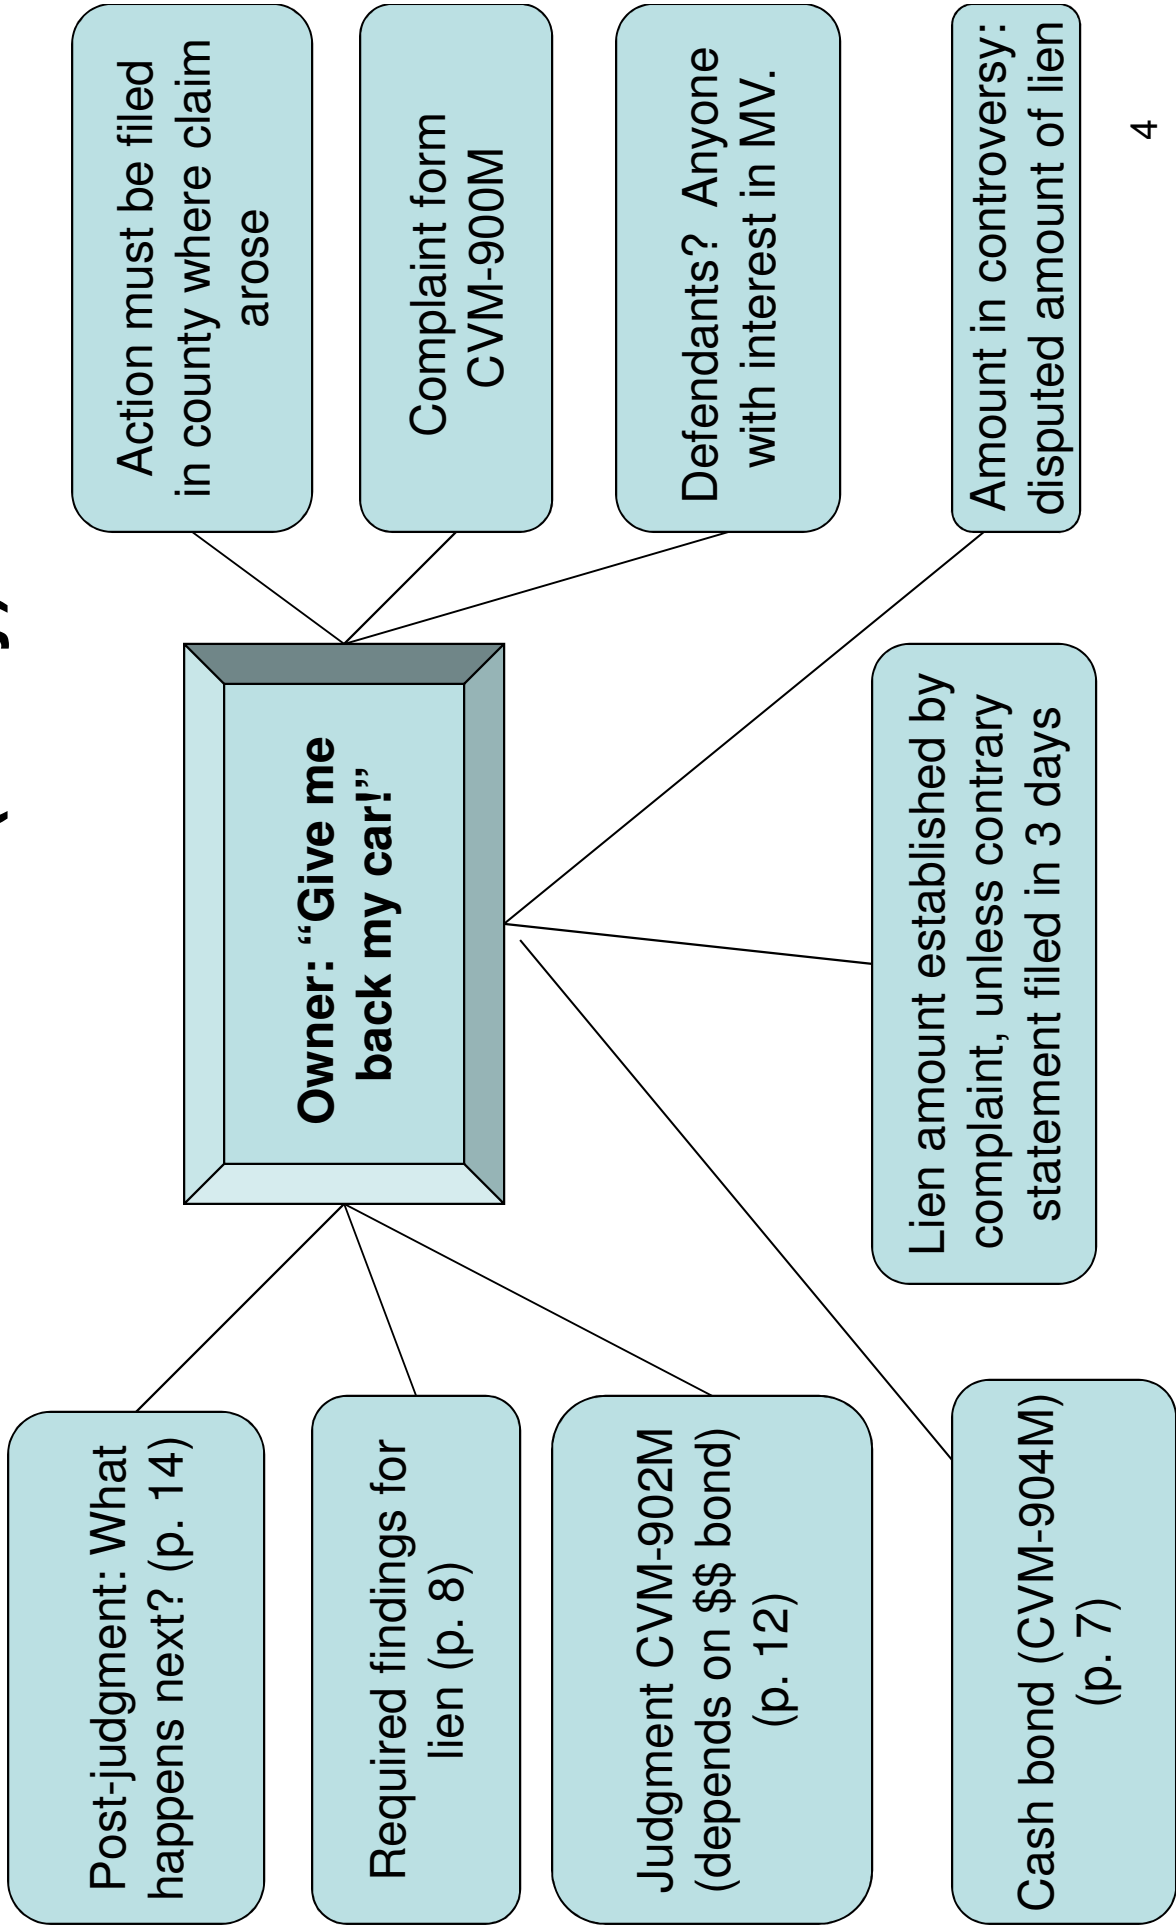 Post-judgment: What
happens next? (p. 14)
Required findings for
lien (p. 8)
Judgment CVM-902M
(depends on $$ bond)
(p. 12)
Cash bond (CVM-904M)
(p. 7)
Owner: “Give me
back my car!”
Lien amount established by
complaint, unless contrary
statement filed in 3 days
Action must be filed
in county where claim
arose
Complaint form
CVM-900M
Defendants? Anyone
with interest in MV.
Amount in controversy:
disputed amount of lien
4